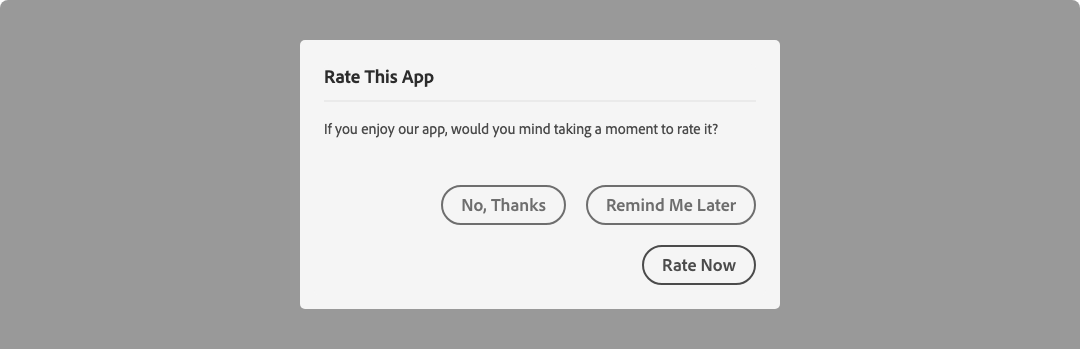 Rate This App
If you enjoy our app, would you mind taking a moment to rate it?
No, Thanks
Remind Me Later
Rate Now